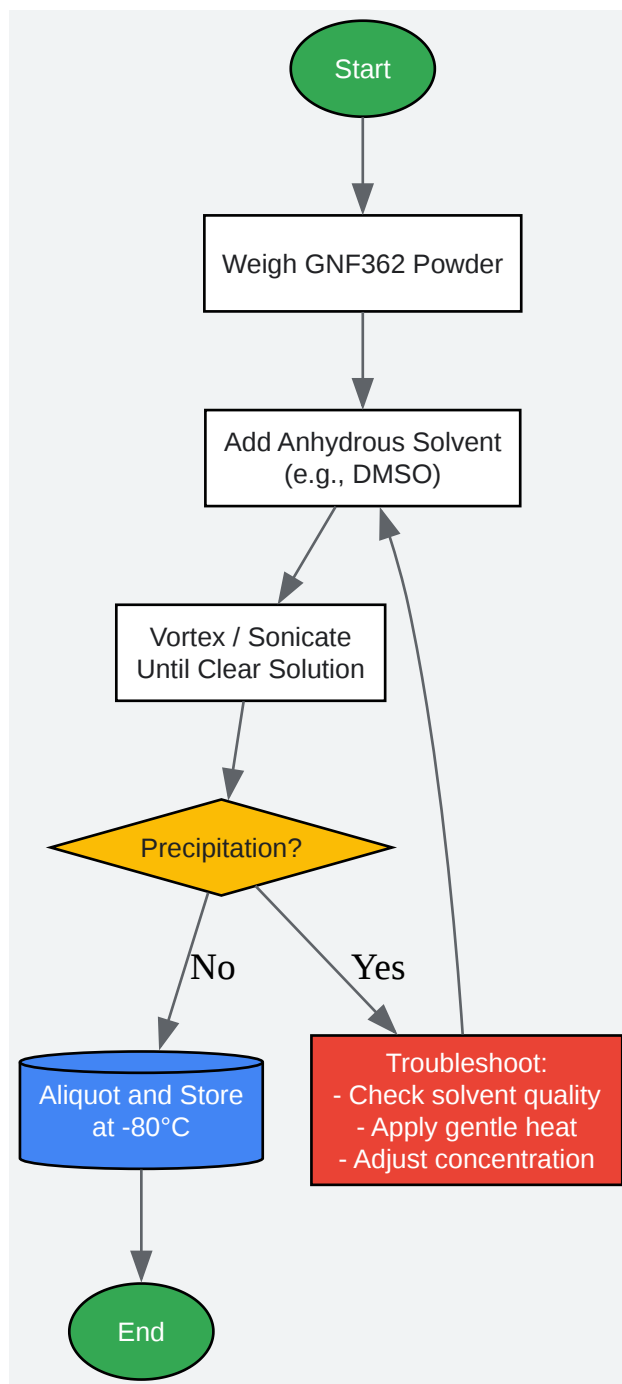 Start
Weigh GNF362 Powder
Add Anhydrous Solvent
(e.g., DMSO)
Vortex / Sonicate
Until Clear Solution
Precipitation?
No
Yes
Aliquot and Store
at -80°C
Troubleshoot:
- Check solvent quality
- Apply gentle heat
- Adjust concentration
End